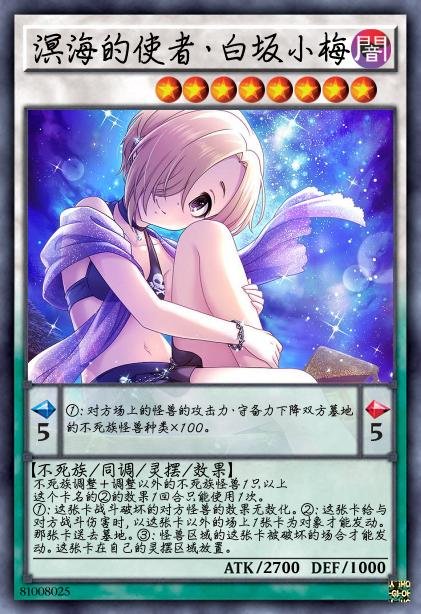 溟海的使者·白坂小梅
闇
①：对方场上的怪兽的攻击力·守备力下降双方墓地
的不死族怪兽种类×100。
5
5
【不死族/同调/灵摆/效果】
不死族调整＋调整以外的不死族怪兽1只以上
这个卡名的②的效果1回合只能使用1次。
①：这张卡战斗破坏的对方怪兽的效果无效化。②：这张卡给与
对方战斗伤害时，以这张卡以外的场上1张卡为对象才能发动。
那张卡送去墓地。③：怪兽区域的这张卡被破坏的场合才能发
动。这张卡在自己的灵摆区域放置。
ATK/2700 DEF/1000
81008025